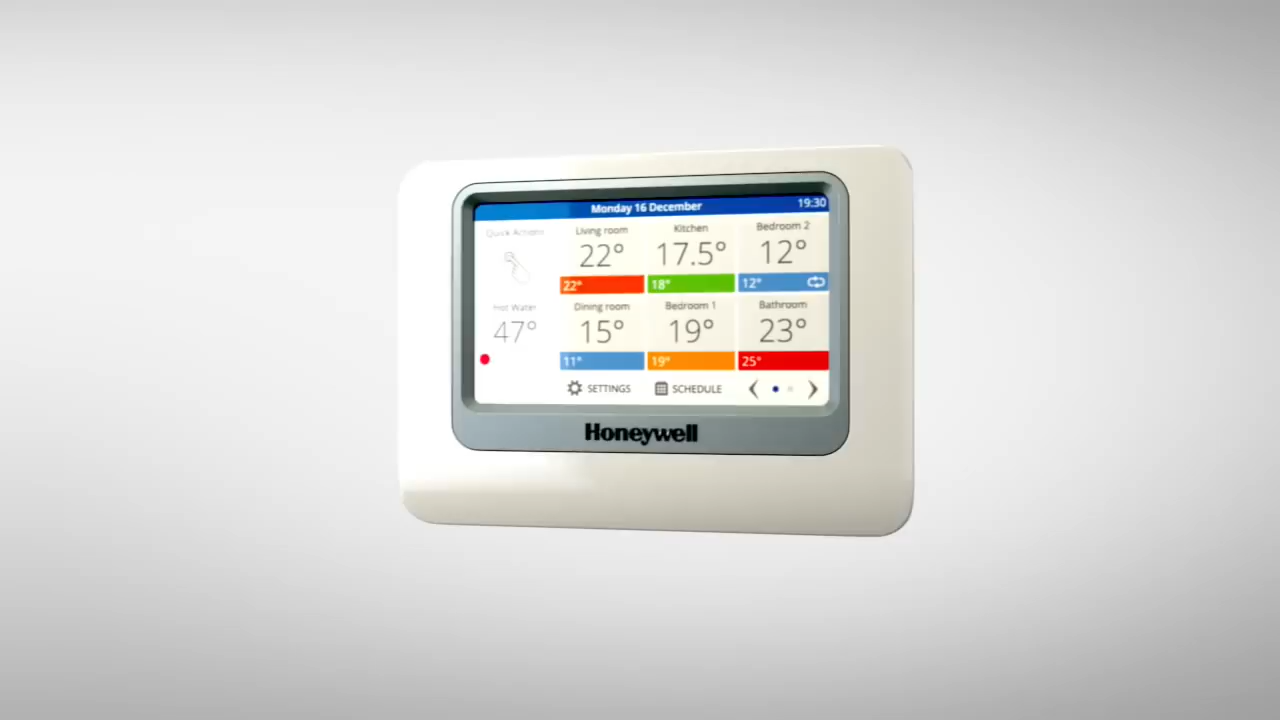 Monday 16 December 19:30
Quick Actions
Living room Kitchen Bedroom 2
22° 17.5° 12°
22° 18° 12°
Hot Water Dining room Bedroom 1 Bathroom
47° 15° 19° 23°
11° 19° 25°
SETTINGS SCHEDULE
Honeywell